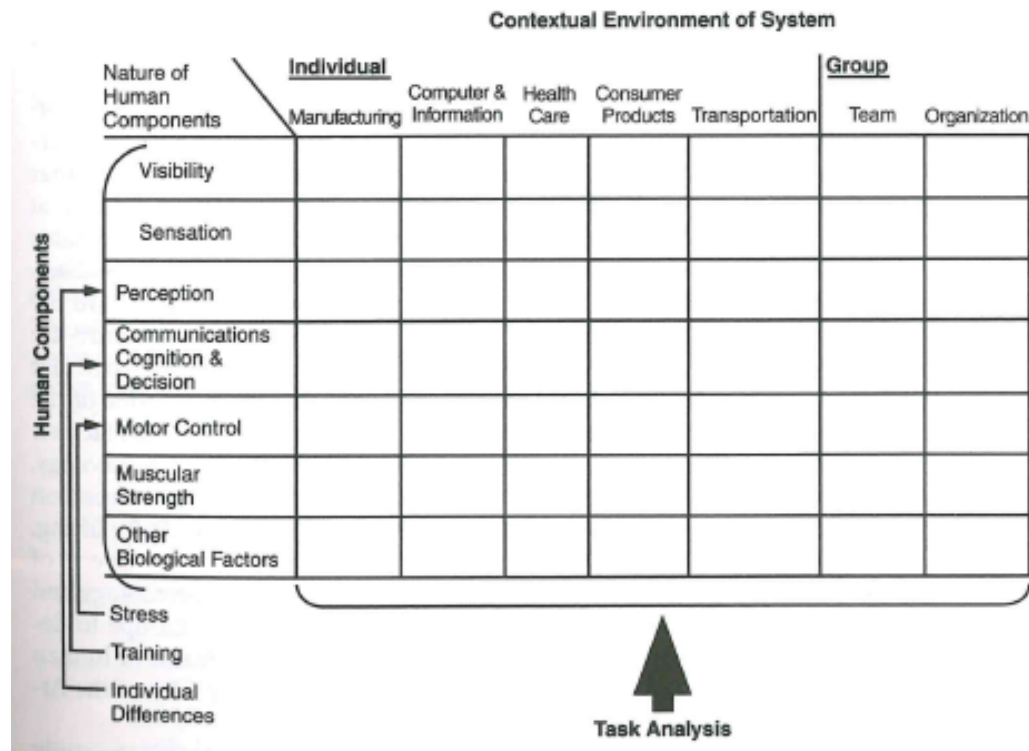 Contextual Environment of System
Nature of
Human
Components
Individual
Group
Manufacturing
Computer &
Information
Health
Care
Consumer
Products
Transportation
Team
Organization
Human Components
Visibility
Sensation
Perception
Communications
Cognition &
Decision
Motor Control
Muscular
Strength
Other
Biological Factors
Stress
Training
Individual
Differences
Task Analysis